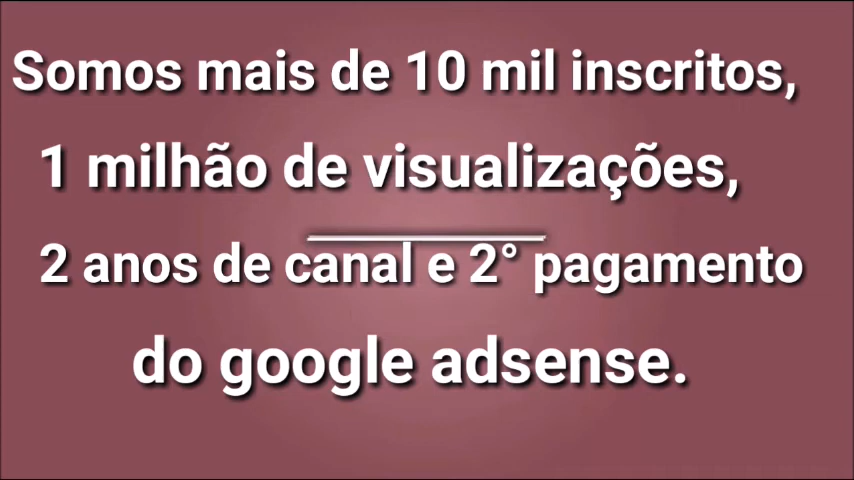 Somos mais de 10 mil inscritos,
1 milhão de visualizações,
2 anos de canal e 2° pagamento
do google adsense.